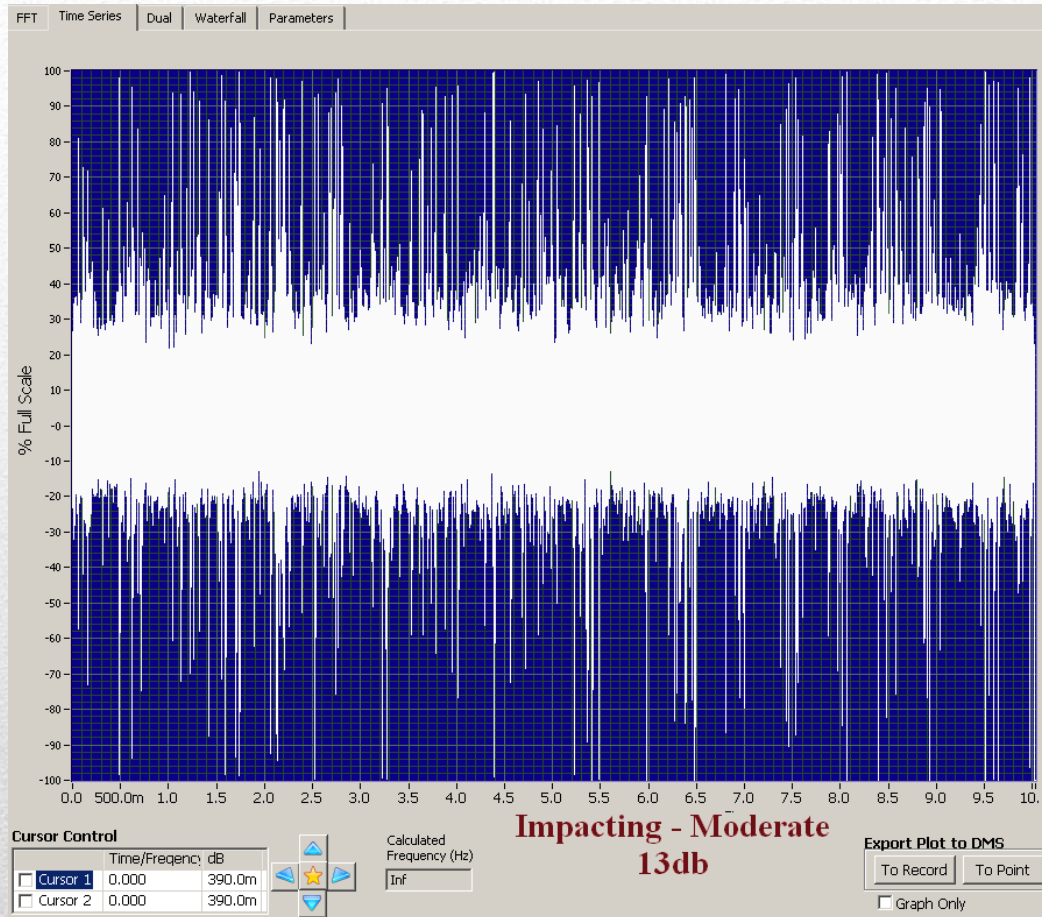 FFT Time Series Dual Waterfall Parameters
100
90
80
70
60
50
40
30
20
10
-0
-10
-20
-30
-40
-50
-60
-70
-80
-90
-100
% Full Scale
0.0 500.0m 1.0 1.5 2.0 2.5 3.0 3.5 4.0 4.5 5.0 5.5 6.0 6.5 7.0 7.5 8.0 8.5 9.0 9.5 10.
Impacting - Moderate
13db
Cursor Control
Time/Freqency dB
Cursor 1 0.000 390.0m
Cursor 2 0.000 390.0m
Calculated
Frequency (Hz)
Inf
Export Plot to DMS
To Record To Point
Graph Only